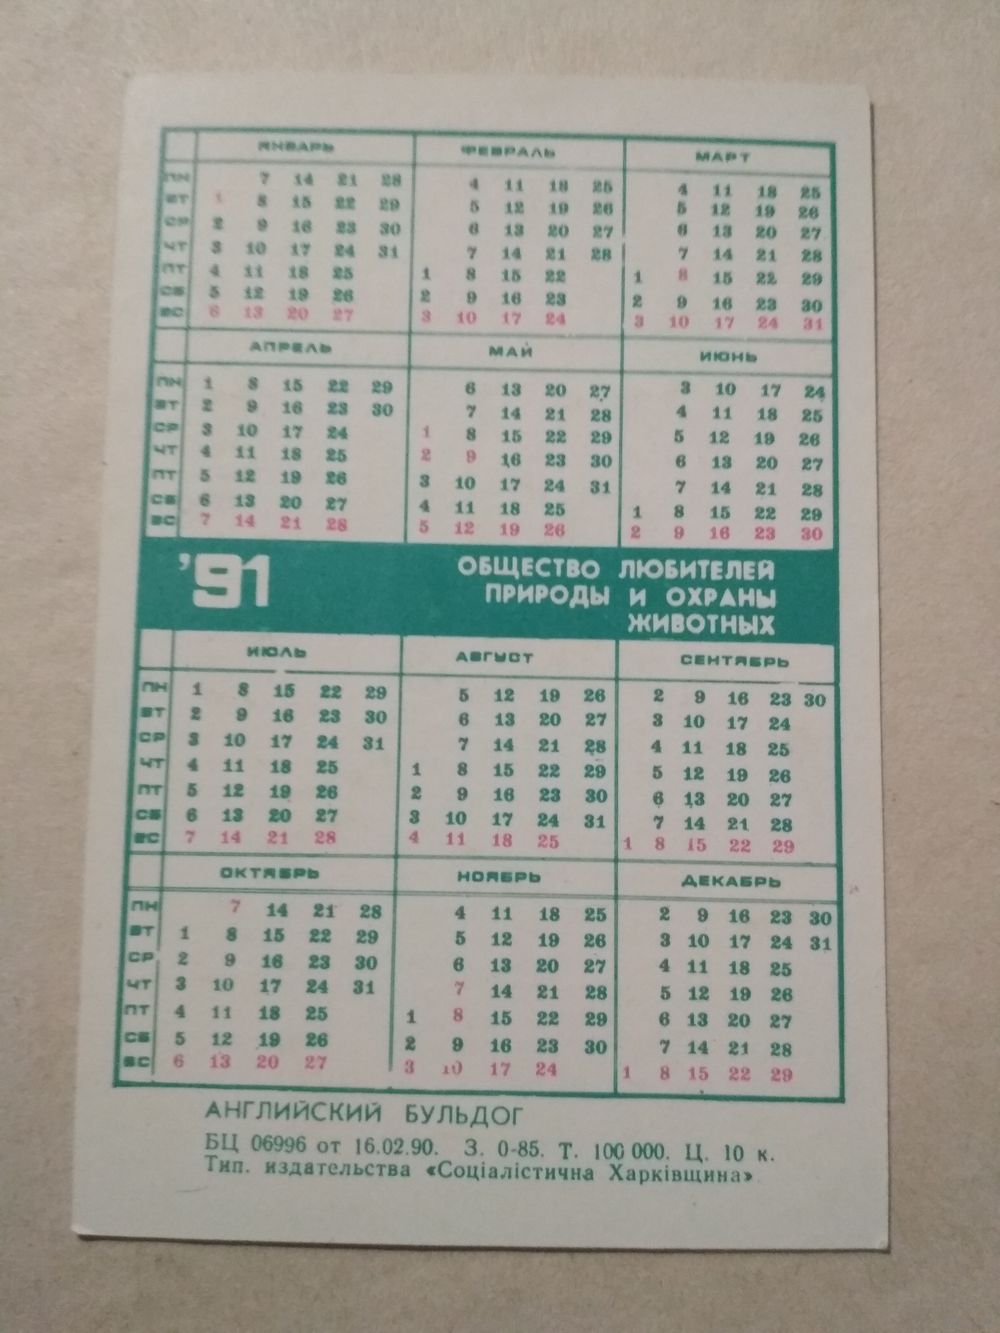 ЯНВАРЬ ФЕВРАЛЬ МАРТ
ПН 7 14 21 28 4 11 18 25 4 11 18 25
ВТ 1 8 15 22 29 5 12 19 26 5 12 19 26
СР 2 9 16 23 30 6 13 20 27 6 13 20 27
ЧТ 3 10 17 24 31 7 14 21 28 7 14 21 28
ПТ 4 11 18 25 1 8 15 22 1 8 15 22 29
СБ 5 12 19 26 2 9 16 23 2 9 16 23 30
ВС 6 13 20 27 3 10 17 24 3 10 17 24 31
АПРЕЛЬ МАЙ ИЮНЬ
ПН 1 8 15 22 29 6 13 20 27 3 10 17 24
ВТ 2 9 16 23 30 7 14 21 28 4 11 18 25
СР 3 10 17 24 1 8 15 22 29 5 12 19 26
ЧТ 4 11 18 25 2 9 16 23 30 6 13 20 27
ПТ 5 12 19 26 3 10 17 24 31 7 14 21 28
СБ 6 13 20 27 4 11 18 25 1 8 15 22 29
ВС 7 14 21 28 5 12 19 26 2 9 16 23 30
'91 ОБЩЕСТВО ЛЮБИТЕЛЕЙ
ПРИРОДЫ И ОХРАНЫ
ЖИВОТНЫХ
ИЮЛЬ АВГУСТ СЕНТЯБРЬ
ПН 1 8 15 22 29 5 12 19 26 2 9 16 23 30
ВТ 2 9 16 23 30 6 13 20 27 3 10 17 24
СР 3 10 17 24 31 7 14 21 28 4 11 18 25
ЧТ 4 11 18 25 1 8 15 22 29 5 12 19 26
ПТ 5 12 19 26 2 9 16 23 30 6 13 20 27
СБ 6 13 20 27 3 10 17 24 31 7 14 21 28
ВС 7 14 21 28 4 11 18 25 1 8 15 22 29
ОКТЯБРЬ НОЯБРЬ ДЕКАБРЬ
ПН 7 14 21 28 4 11 18 25 2 9 16 23 30
ВТ 1 8 15 22 29 5 12 19 26 3 10 17 24 31
СР 2 9 16 23 30 6 13 20 27 4 11 18 25
ЧТ 3 10 17 24 31 7 14 21 28 5 12 19 26
ПТ 4 11 18 25 1 8 15 22 29 6 13 20 27
СБ 5 12 19 26 2 9 16 23 30 7 14 21 28
ВС 6 13 20 27 3 10 17 24 1 8 15 22 29
АНГЛИЙСКИЙ БУЛЬДОГ
БЦ 06996 от 16.02.90. З. 0-85. Т. 100 000. Ц. 10 к.
Тип. издательства «Соціалістична Харківщина»